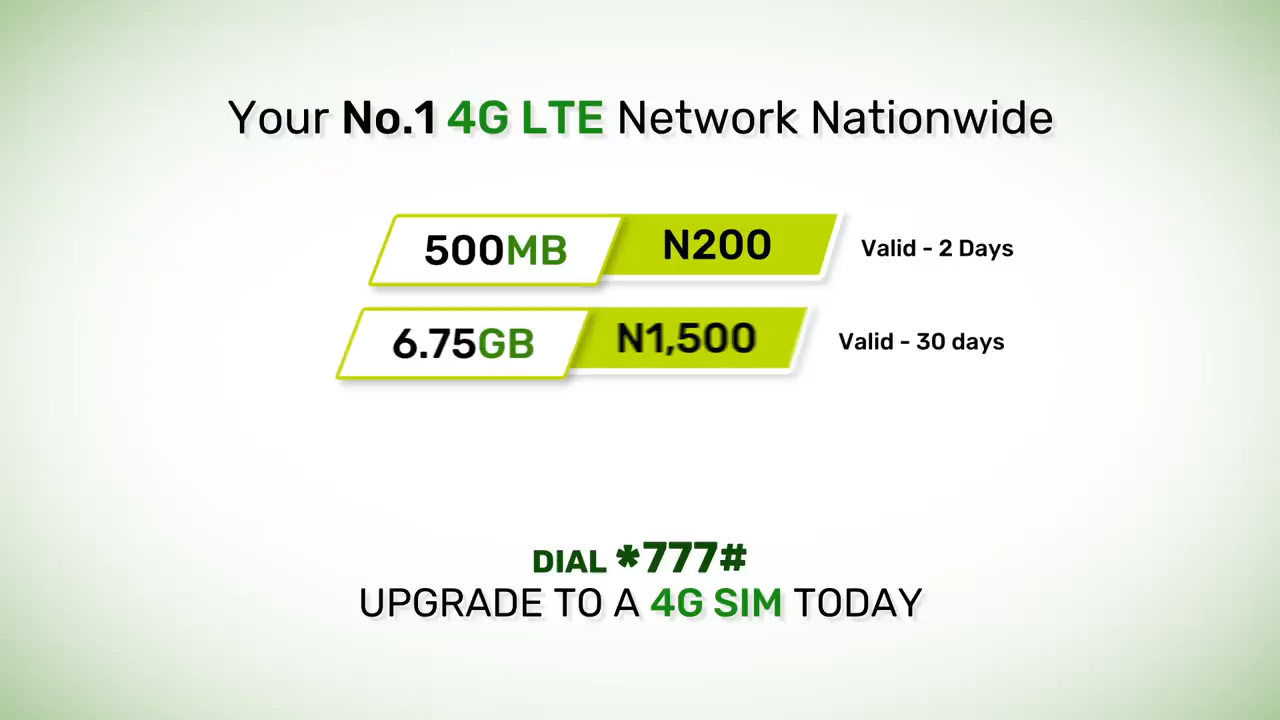 Your No.1 4G LTE Network Nationwide
500MB N200 Valid - 2 Days
6.75GB N1,500 Valid - 30 days
DIAL *777#
UPGRADE TO A 4G SIM TODAY